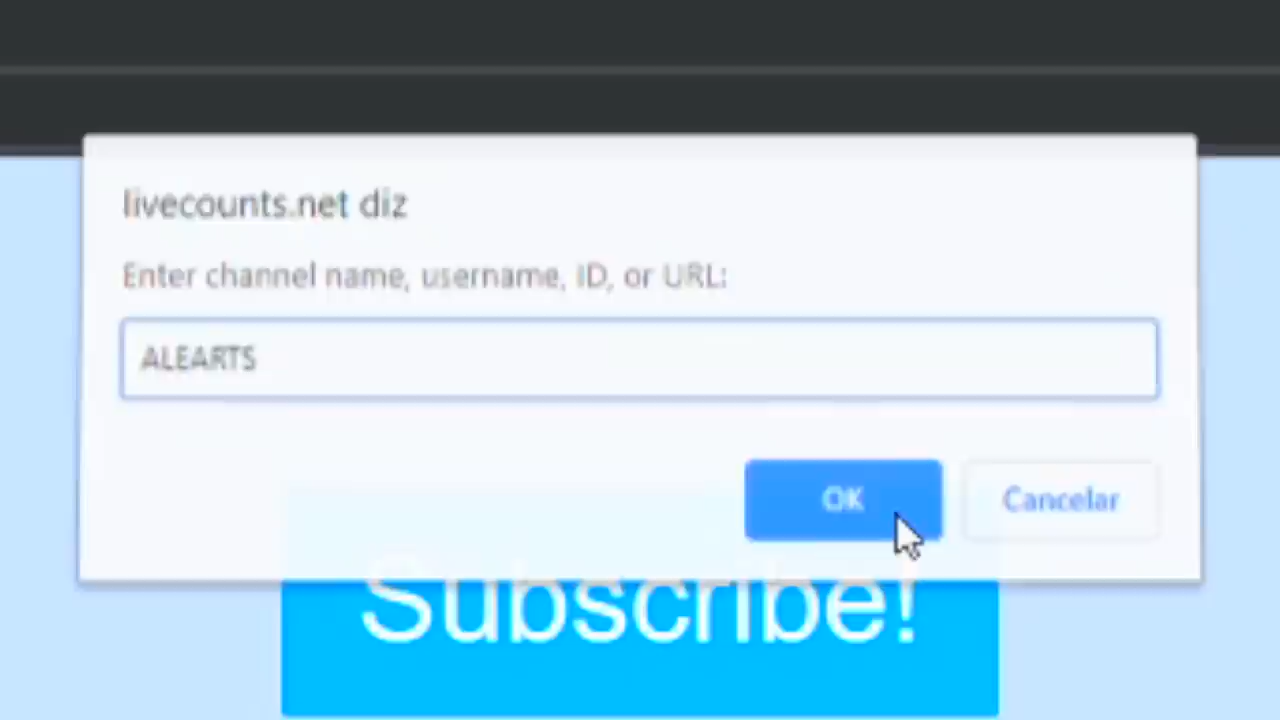 livecounts.net diz
Enter channel name, username, ID, or URL:
ALEARTS
OK
Cancelar
Subscribe!